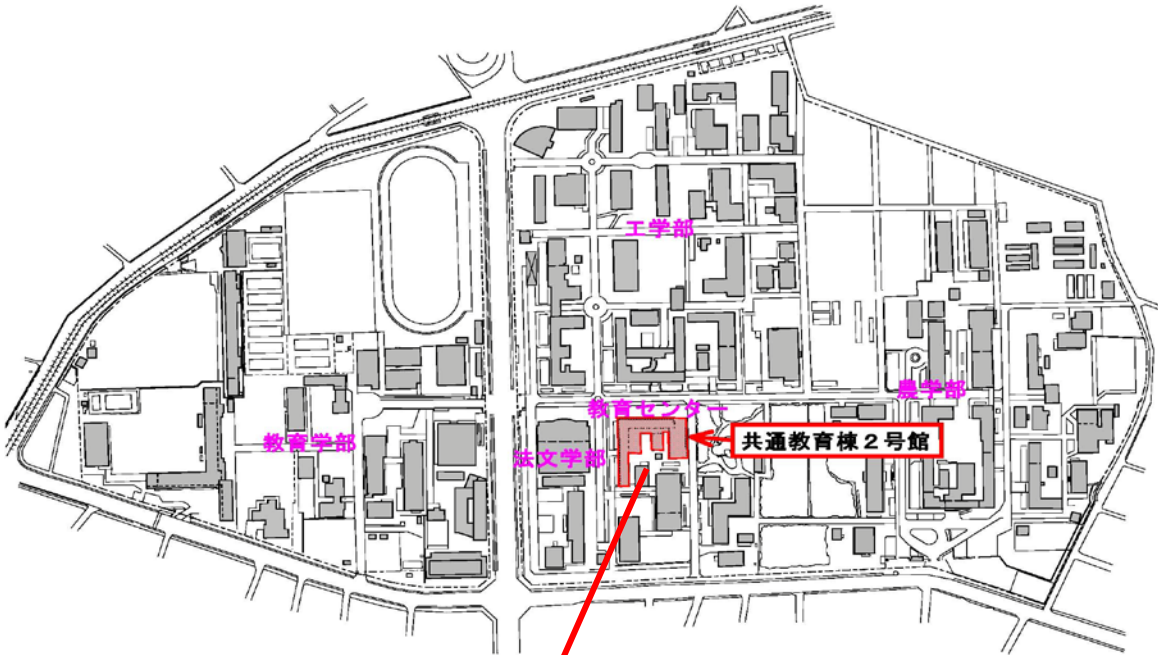 工学部
農学部
教育センター
共通教育棟２号館
教育学部
法文学部